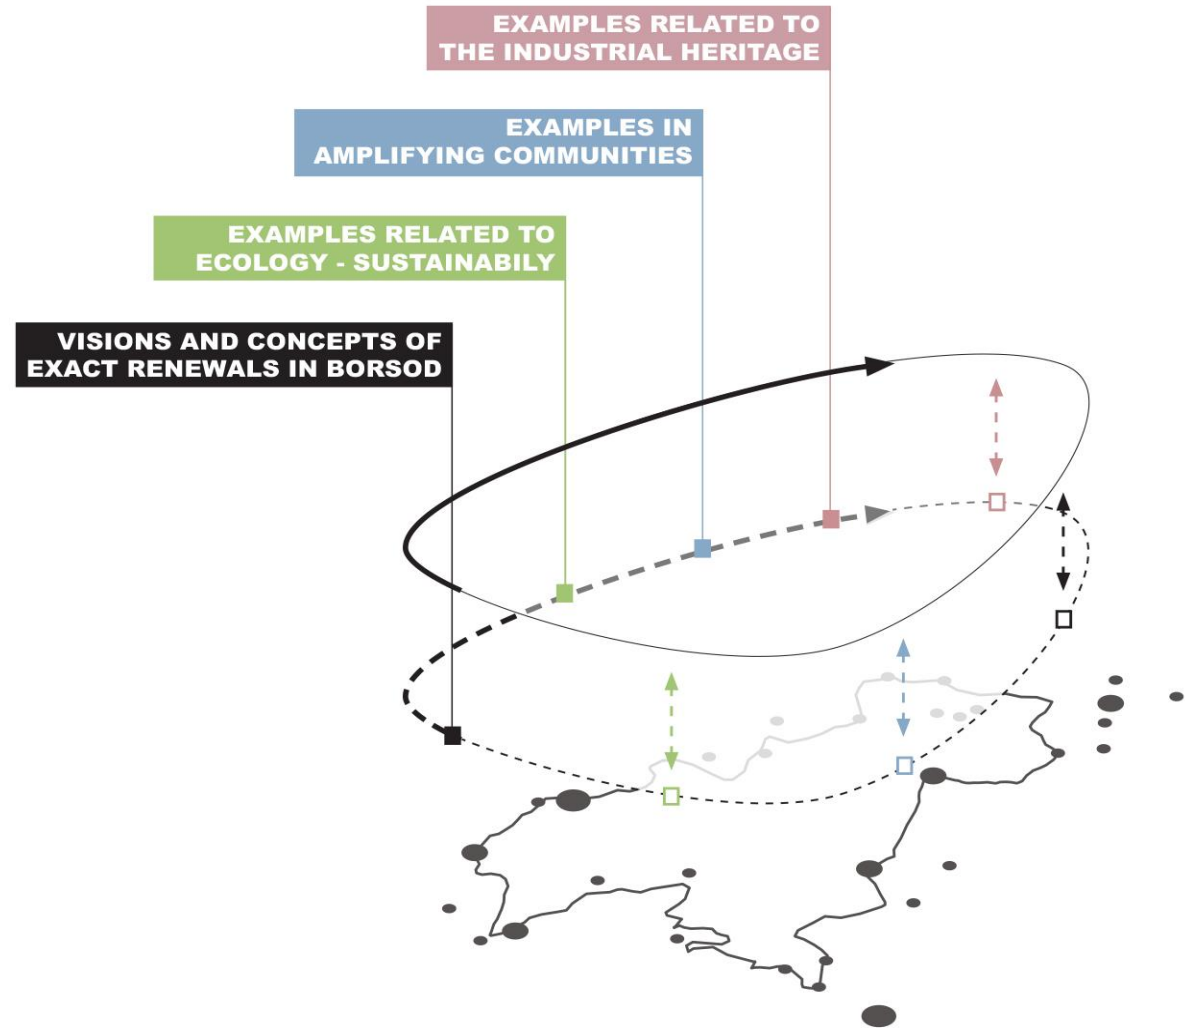 EXAMPLES RELATED TO
THE INDUSTRIAL HERITAGE
EXAMPLES IN
AMPLIFYING COMMUNITIES
EXAMPLES RELATED TO
ECOLOGY - SUSTAINABILY
VISIONS AND CONCEPTS OF
EXACT RENEWALS IN BORSOD